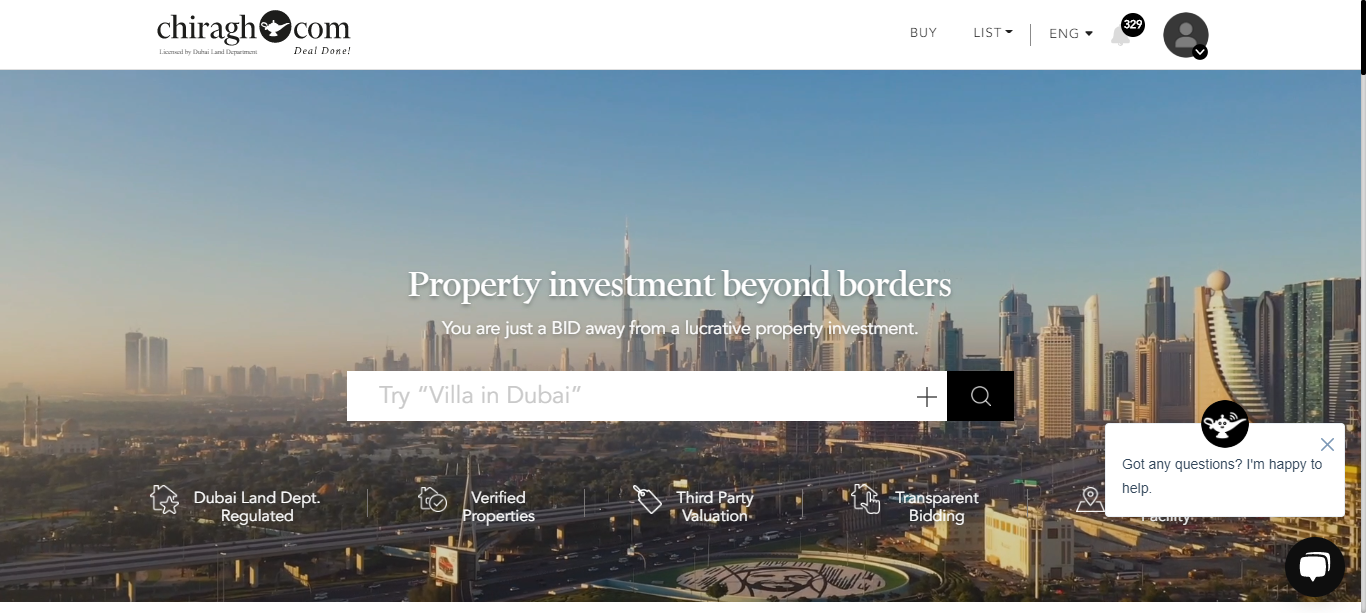 chiragh com
Licensed by Dubai Land Department
Deal Done!
BUY
LIST
ENG
329
Property investment beyond borders
You are just a BID away from a lucrative property investment.
Try “Villa in Dubai”
Got any questions? I'm happy to
help.
Dubai Land Dept.
Regulated
Verified
Properties
Third Party
Valuation
Transparent
Bidding
Facility